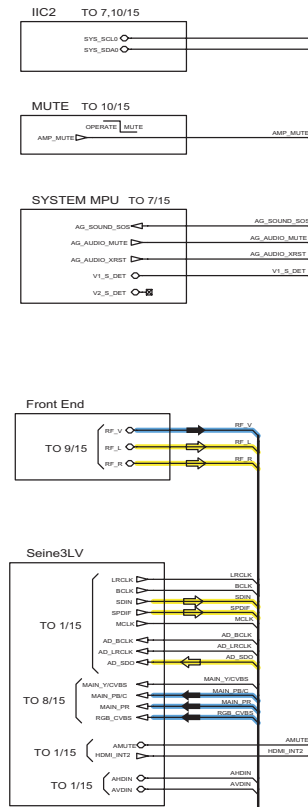 IIC2 TO 7,10/15
SYS_SCL0
SYS_SDA0
MUTE TO 10/15
OPERATE MUTE
AMP_MUTE AMP_MUTE
SYSTEM MPU TO 7/15
AG_SOUND_SOS AG_SOUND_SOS
AG_AUDIO_MUTE AG_AUDIO_MUTE
AG_AUDIO_XRST AG_AUDIO_XRST
V1_S_DET V1_S_DET
V2_S_DET
Front End
RF_V RF_V
TO 9/15 RF_L RF_L
RF_R RF_R
Seine3LV
LRCLK LRCLK
BCLK BCLK
SDIN SDIN
SPDIF SPDIF
TO 1/15 MCLK MCLK
AD_BCLK AD_BCLK
AD_LRCLK AD_LRCLK
AD_SDO AD_SDO
MAIN_Y/CVBS MAIN_Y/CVBS
TO 8/15 MAIN_PB/C MAIN_PB/C
MAIN_PR MAIN_PR
RGB_CVBS RGB_CVBS
TO 1/15 AMUTE AMUTE
HDMI_INT2 HDMI_INT2
TO 1/15 AHDIN AHDIN
AVDIN AVDIN